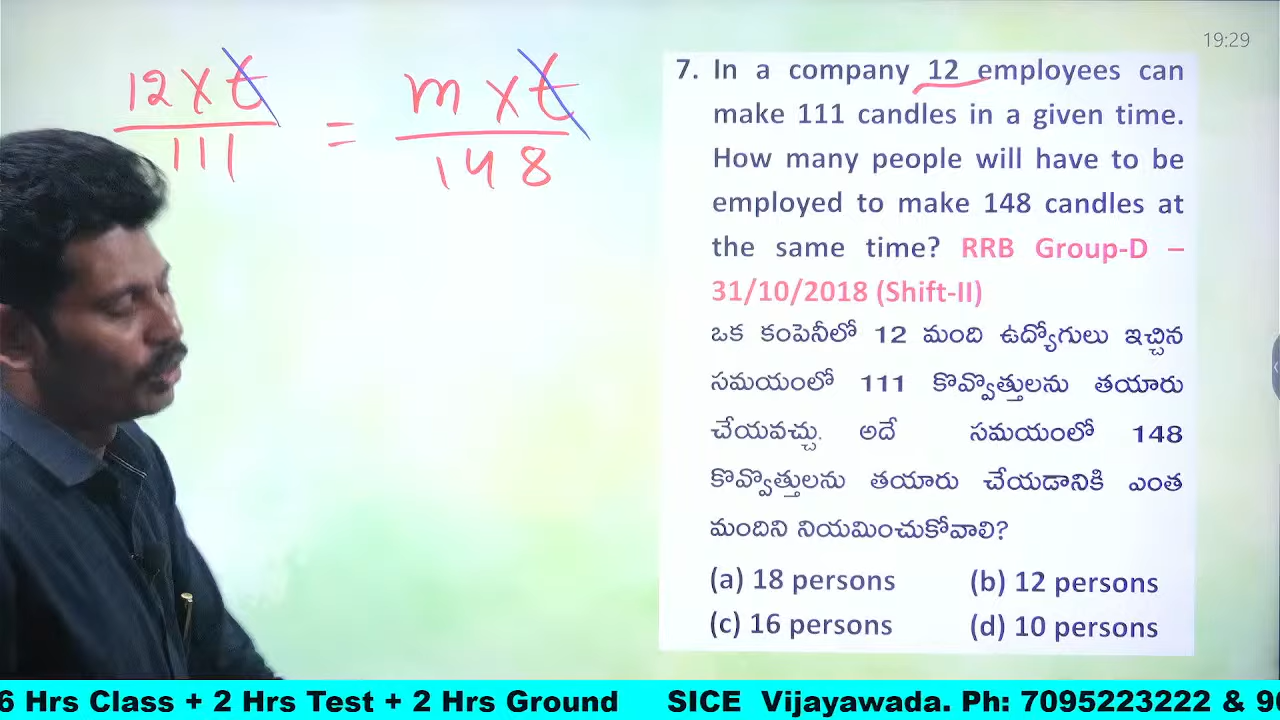 19:29
12 x t / 111 = m x t / 148
7. In a company 12 employees can
make 111 candles in a given time.
How many people will have to be
employed to make 148 candles at
the same time? RRB Group-D –
31/10/2018 (Shift-II)
ఒక కంపెనీలో 12 మంది ఉద్యోగులు ఇచ్చిన
సమయంలో 111 కొవ్వొత్తులను తయారు
చేయవచ్చు. అదే సమయంలో 148
కొవ్వొత్తులను తయారు చేయడానికి ఎంత
మందిని నియమించుకోవాలి?
(a) 18 persons (b) 12 persons
(c) 16 persons (d) 10 persons
6 Hrs Class + 2 Hrs Test + 2 Hrs Ground SICE Vijayawada. Ph: 7095223222 & 9